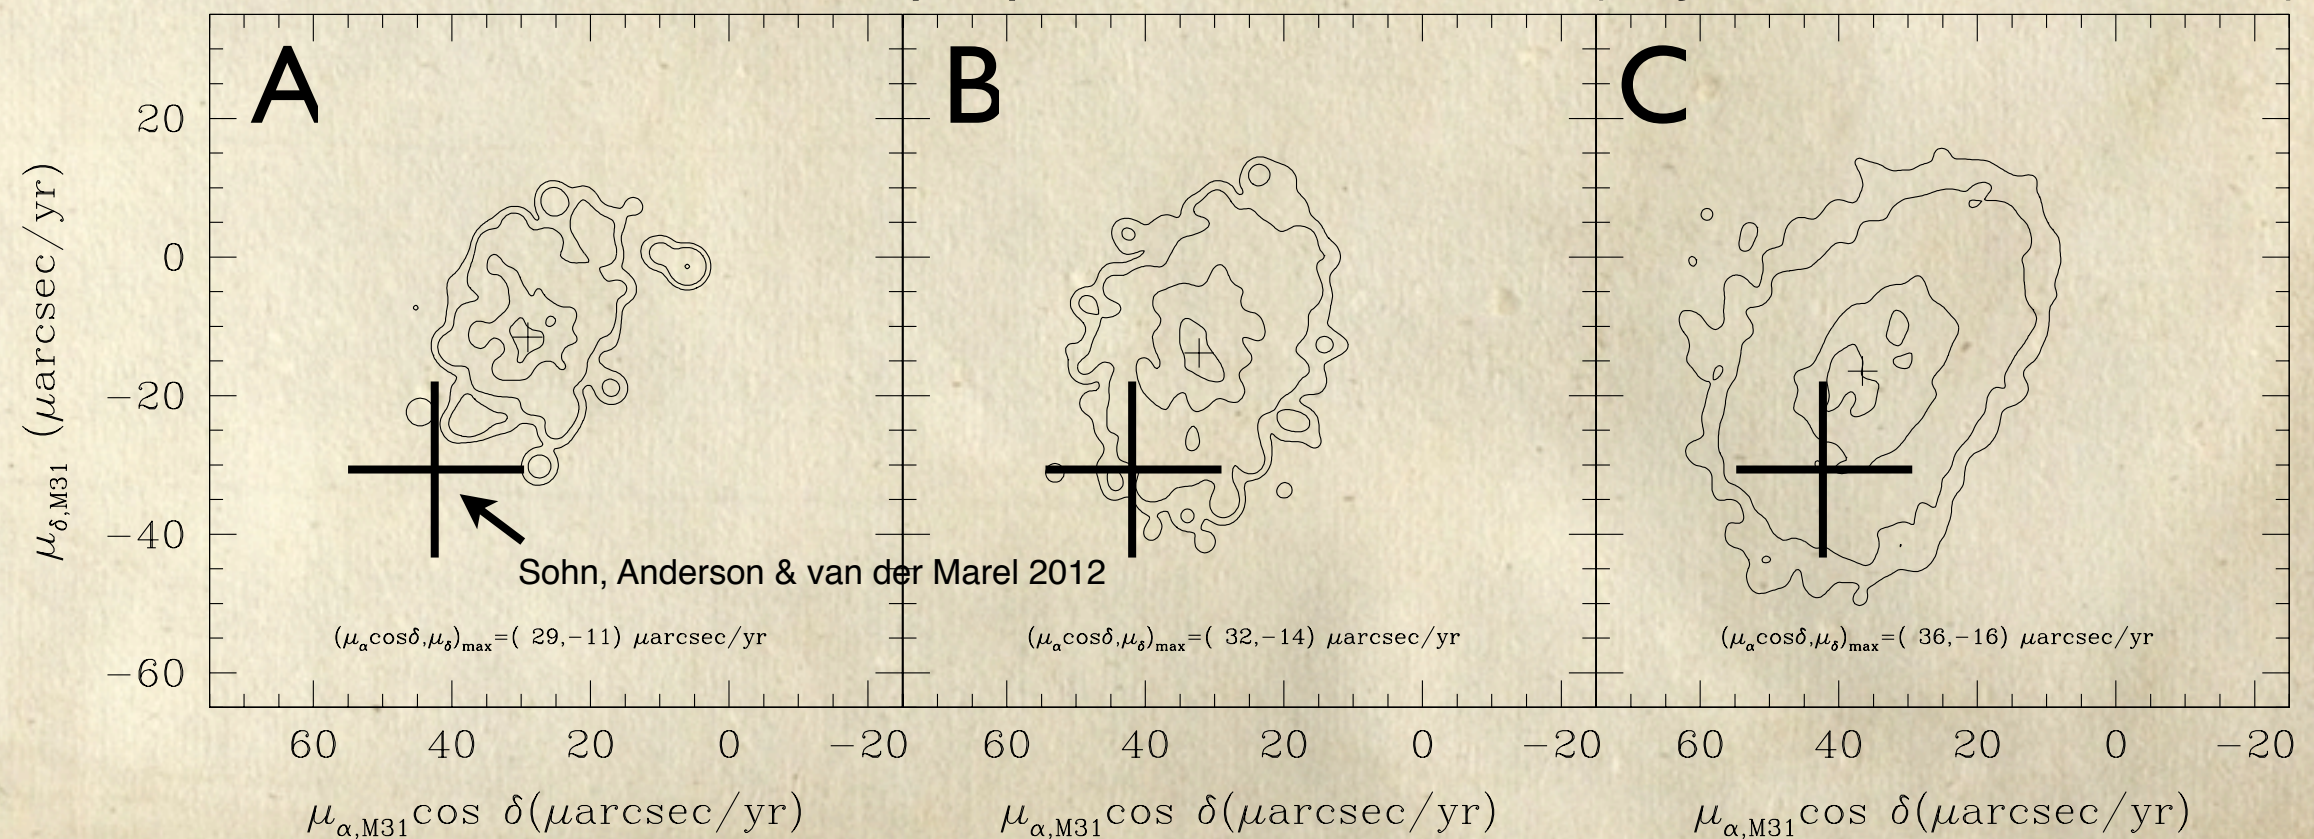 A B C
20
0
−20
−40
−60
μδ,M31 (μarcsec/yr)
Sohn, Anderson & van der Marel 2012
(μαcosδ,μδ)max=( 29,−11) μarcsec/yr
(μαcosδ,μδ)max=( 32,−14) μarcsec/yr
(μαcosδ,μδ)max=( 36,−16) μarcsec/yr
60 40 20 0 −20 60 40 20 0 −20 60 40 20 0 −20
μα,M31cos δ(μarcsec/yr) μα,M31cos δ(μarcsec/yr) μα,M31cos δ(μarcsec/yr)